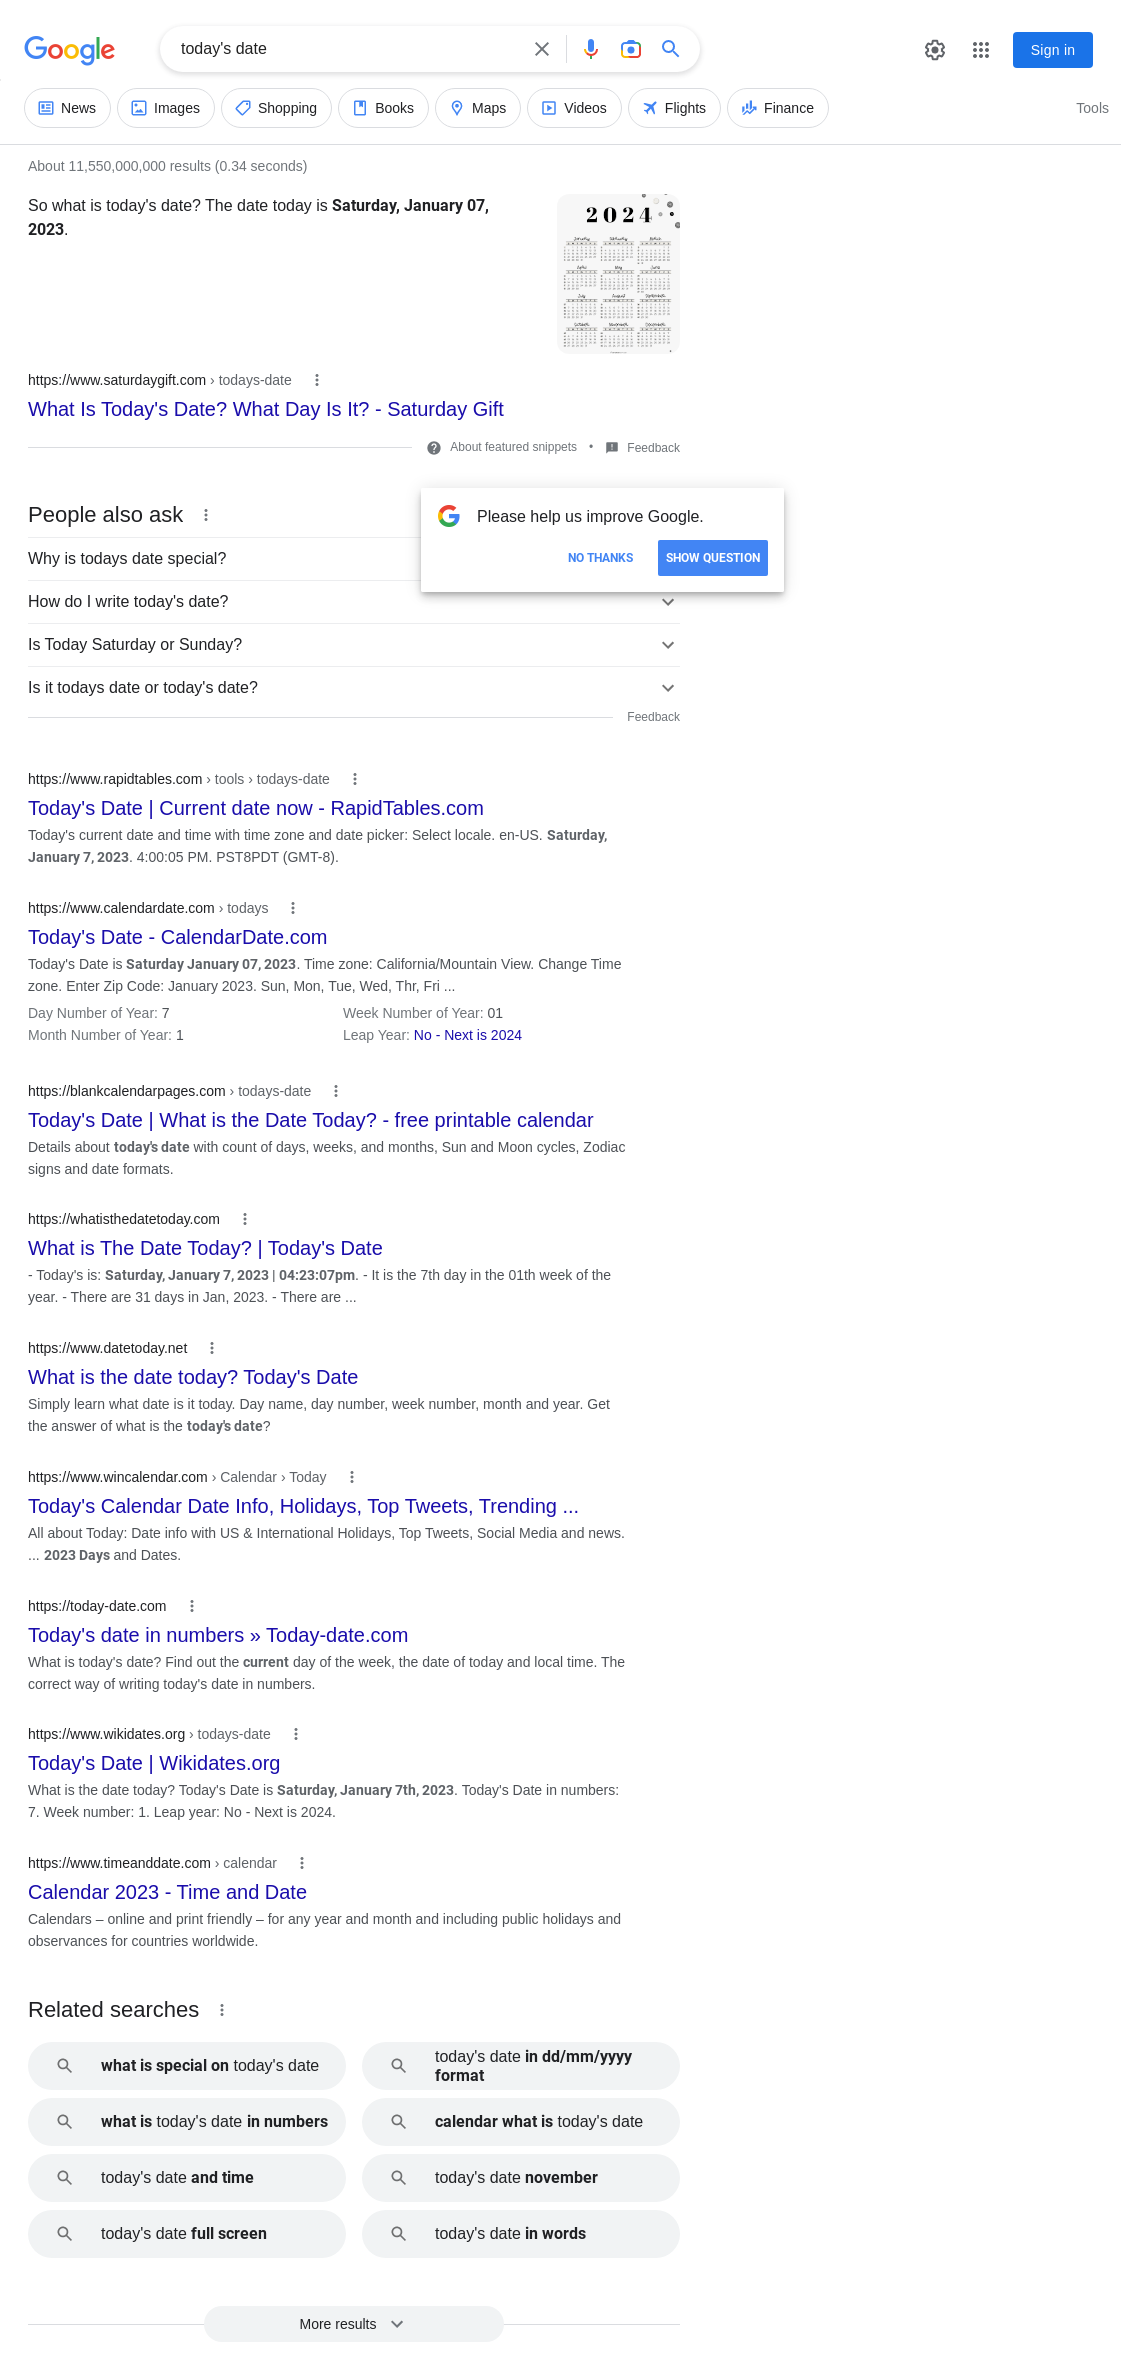 Google
today's date
Sign in
News
Images
Shopping
Books
Maps
Videos
Flights
Finance
Tools
About 11,550,000,000 results (0.34 seconds)
So what is today's date? The date today is Saturday, January 07,
2023.
2024
https://www.saturdaygift.com › todays-date
What Is Today's Date? What Day Is It? - Saturday Gift
About featured snippets • Feedback
Please help us improve Google.
NO THANKS
SHOW QUESTION
People also ask
Why is todays date special?
How do I write today's date?
Is Today Saturday or Sunday?
Is it todays date or today's date?
Feedback
https://www.rapidtables.com › tools › todays-date
Today's Date | Current date now - RapidTables.com
Today's current date and time with time zone and date picker: Select locale. en-US. Saturday,
January 7, 2023. 4:00:05 PM. PST8PDT (GMT-8).
https://www.calendardate.com › todays
Today's Date - CalendarDate.com
Today's Date is Saturday January 07, 2023. Time zone: California/Mountain View. Change Time
zone. Enter Zip Code: January 2023. Sun, Mon, Tue, Wed, Thr, Fri ...
Day Number of Year: 7
Week Number of Year: 01
Month Number of Year: 1
Leap Year: No - Next is 2024
https://blankcalendarpages.com › todays-date
Today's Date | What is the Date Today? - free printable calendar
Details about today's date with count of days, weeks, and months, Sun and Moon cycles, Zodiac
signs and date formats.
https://whatisthedatetoday.com
What is The Date Today? | Today's Date
- Today's is: Saturday, January 7, 2023 | 04:23:07pm. - It is the 7th day in the 01th week of the
year. - There are 31 days in Jan, 2023. - There are ...
https://www.datetoday.net
What is the date today? Today's Date
Simply learn what date is it today. Day name, day number, week number, month and year. Get
the answer of what is the today's date?
https://www.wincalendar.com › Calendar › Today
Today's Calendar Date Info, Holidays, Top Tweets, Trending ...
All about Today: Date info with US & International Holidays, Top Tweets, Social Media and news.
... 2023 Days and Dates.
https://today-date.com
Today's date in numbers » Today-date.com
What is today's date? Find out the current day of the week, the date of today and local time. The
correct way of writing today's date in numbers.
https://www.wikidates.org › todays-date
Today's Date | Wikidates.org
What is the date today? Today's Date is Saturday, January 7th, 2023. Today's Date in numbers:
7. Week number: 1. Leap year: No - Next is 2024.
https://www.timeanddate.com › calendar
Calendar 2023 - Time and Date
Calendars – online and print friendly – for any year and month and including public holidays and
observances for countries worldwide.
Related searches
what is special on today's date
today's date in dd/mm/yyyy
format
what is today's date in numbers
calendar what is today's date
today's date and time
today's date november
today's date full screen
today's date in words
More results